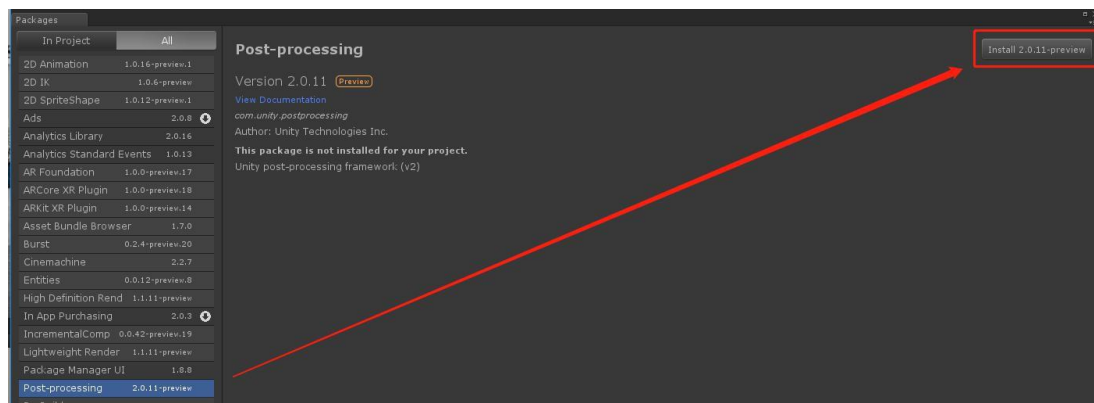 Packages
In Project All
2D Animation 1.0.16-preview.1
2D IK 1.0.6-preview
2D SpriteShape 1.0.12-preview.1
Ads 2.0.8
Analytics Library 2.0.16
Analytics Standard Events 1.0.13
AR Foundation 1.0.0-preview.17
ARCore XR Plugin 1.0.0-preview.18
ARKit XR Plugin 1.0.0-preview.14
Asset Bundle Browser 1.7.0
Burst 0.2.4-preview.20
Cinemachine 2.2.7
Entities 0.0.12-preview.8
High Definition Rend 1.1.11-preview
In App Purchasing 2.0.3
IncrementalComp 0.0.42-preview.19
Lightweight Render 1.1.11-preview
Package Manager UI 1.8.8
Post-processing 2.0.11-preview
Post-processing
Install 2.0.11-preview
Version 2.0.11 Preview
View Documentation
com.unity.postprocessing
Author: Unity Technologies Inc.
This package is not installed for your project.
Unity post-processing framework (v2)